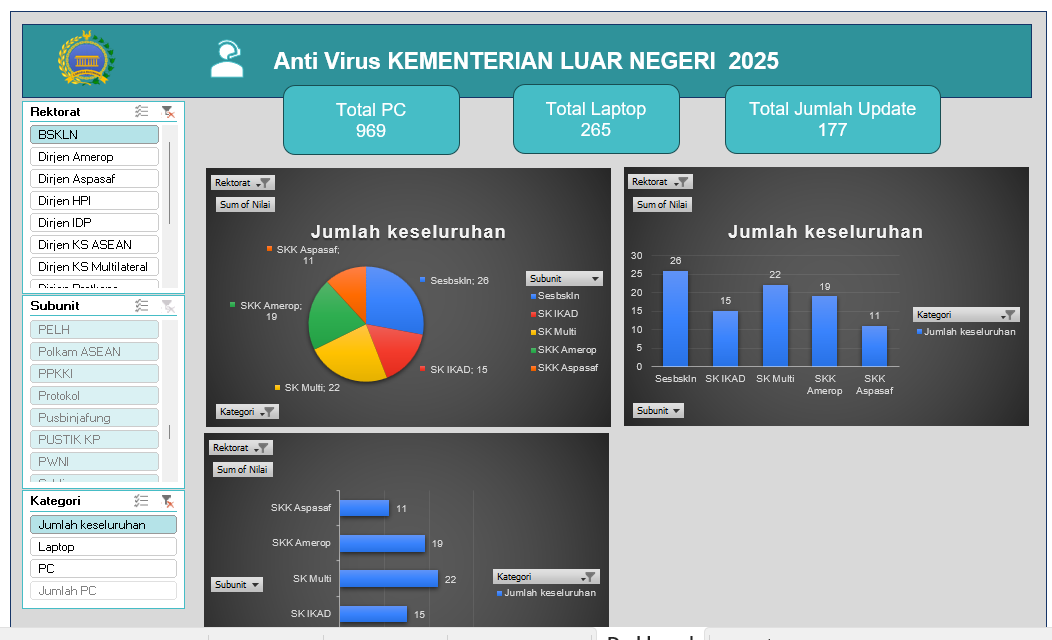 Anti Virus KEMENTERIAN LUAR NEGERI  2025
Total PC
969
Total Laptop
265
Total Jumlah Update
177
Rektorat
BSKLN
Dirjen Amerop
Dirjen Aspasaf
Dirjen HPI
Dirjen IDP
Dirjen KS ASEAN
Dirjen KS Multilateral
Subunit
PELH
Polkam ASEAN
PPKKI
Protokol
Pusbinjafung
PUSTIK KP
PWNI
Kategori
Jumlah keseluruhan
Laptop
PC
Jumlah PC
Rektorat
Sum of Nilai
Jumlah keseluruhan
SKK Aspasaf;
11
Sesbskln; 26
SKK Amerop;
19
SK IKAD; 15
SK Multi; 22
Subunit
Sesbskln
SK IKAD
SK Multi
SKK Amerop
SKK Aspasaf
Kategori
Rektorat
Sum of Nilai
Jumlah keseluruhan
30
25
20
15
10
5
0
26
15
22
19
11
Sesbskln
SK IKAD
SK Multi
SKK
Amerop
SKK
Aspasaf
Kategori
Jumlah keseluruhan
Subunit
Rektorat
Sum of Nilai
SKK Aspasaf
11
SKK Amerop
19
SK Multi
22
SK IKAD
15
Subunit
Kategori
Jumlah keseluruhan